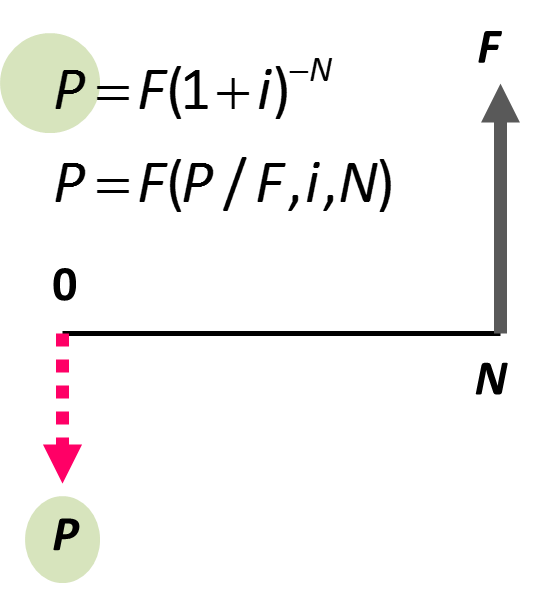 F
P=F(1+i)^{-N}
P=F(P/F,i,N)
0
N
P